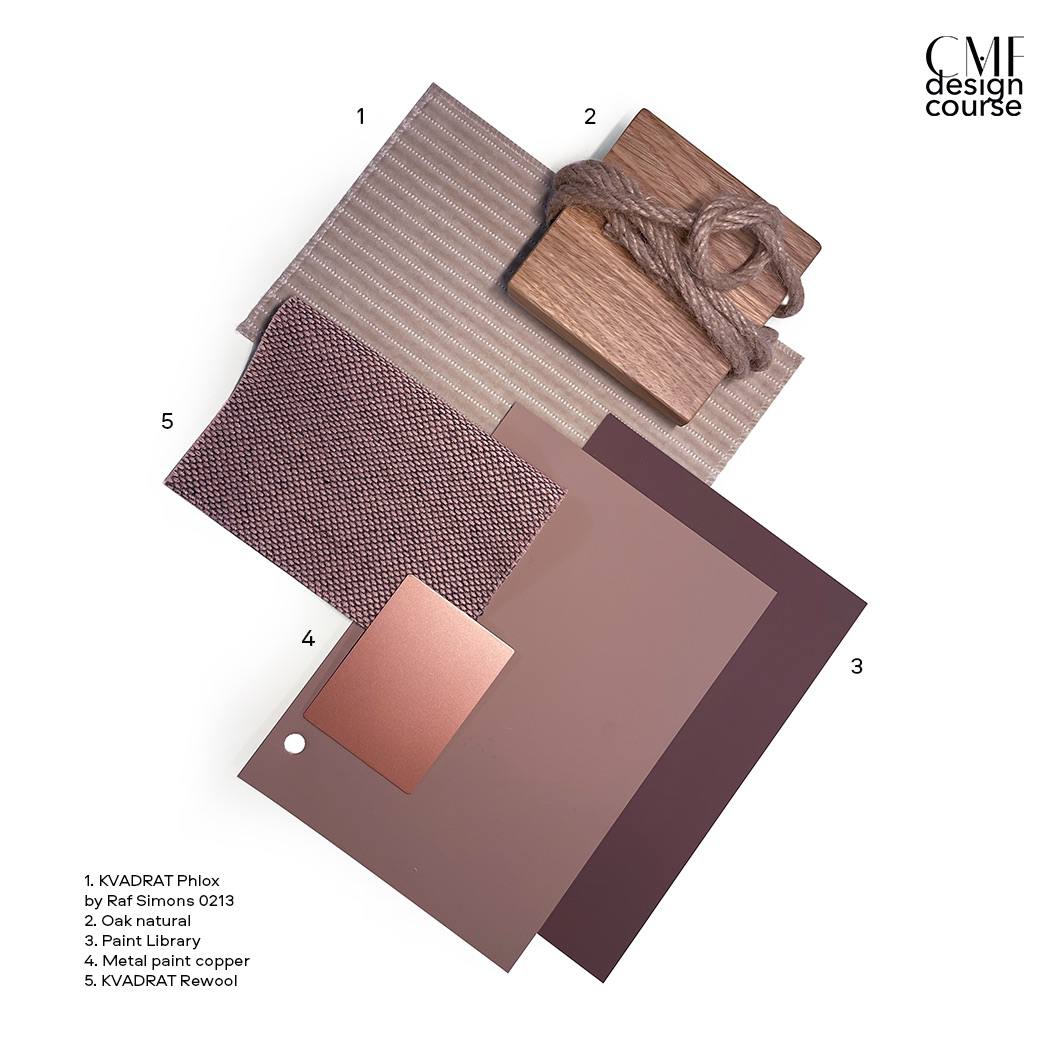 CMF
design
course
1
2
5
4
3
1. KVADRAT Phlox
by Raf Simons 0213
2. Oak natural
3. Paint Library
4. Metal paint copper
5. KVADRAT Rewool